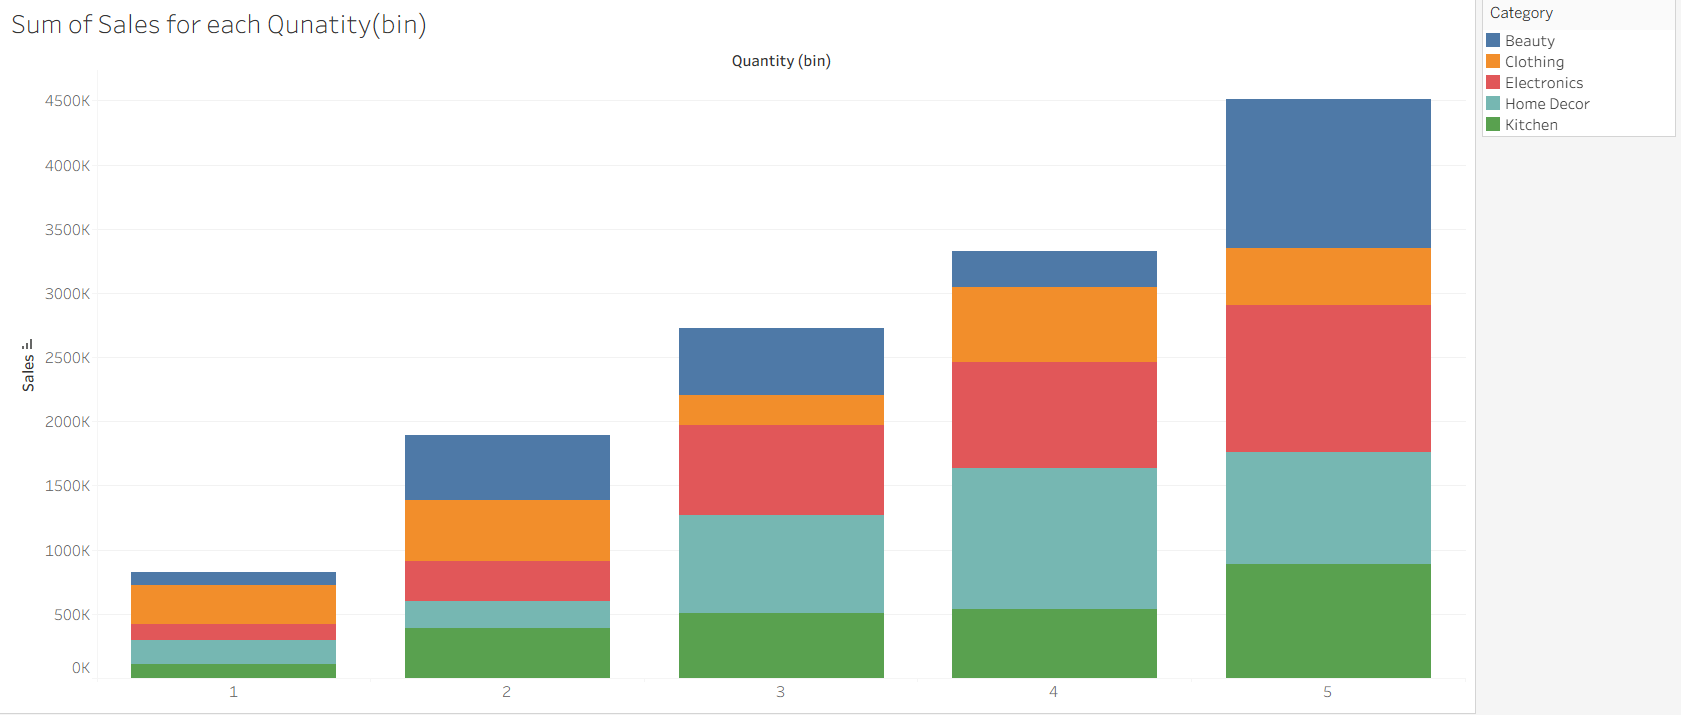 Sum of Sales for each Qunatity(bin)
Quantity (bin)
Sales
4500K
4000K
3500K
3000K
2500K
2000K
1500K
1000K
500K
0K
1
2
3
4
5
Category
Beauty
Clothing
Electronics
Home Decor
Kitchen